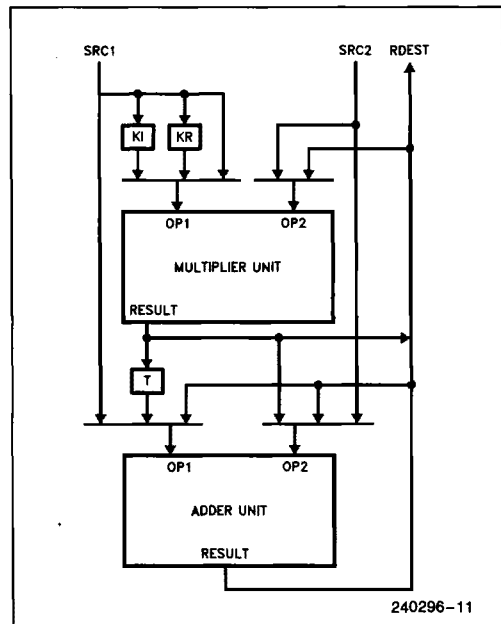 SRC1 SRC2 RDEST
KI KR
OP1 OP2
MULTIPLIER UNIT
RESULT
T
OP1 OP2
ADDER UNIT
RESULT
240296-11